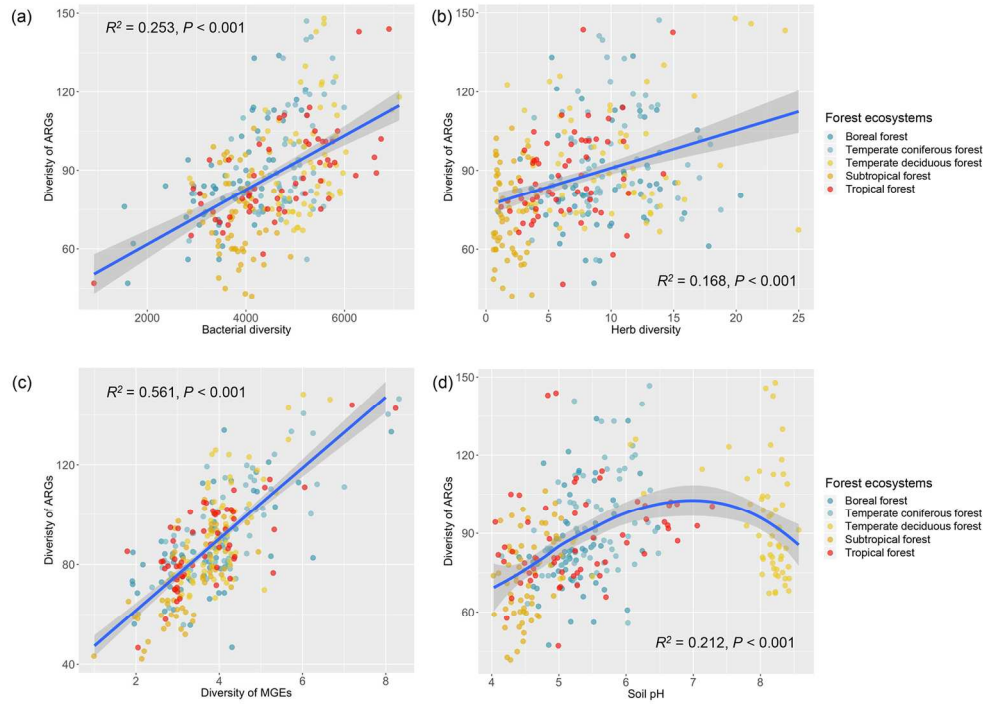 (a)
R² = 0.253, P < 0.001
150
120
90
60
Diveristy of ARGs
2000 4000 6000
Bacterial diversity
(b)
150
120
90
60
Diveristy of ARGs
R² = 0.168, P < 0.001
0 5 10 15 20 25
Herb diversity
Forest ecosystems
Boreal forest
Temperate coniferous forest
Temperate deciduous forest
Subtropical forest
Tropical forest
(c)
R² = 0.561, P < 0.001
120
80
40
Diveristy of ARGs
2 4 6 8
Diversity of MGEs
(d)
150
120
90
60
Diveristy of ARGs
R² = 0.212, P < 0.001
4 5 6 7 8
Soil pH
Forest ecosystems
Boreal forest
Temperate coniferous forest
Temperate deciduous forest
Subtropical forest
Tropical forest